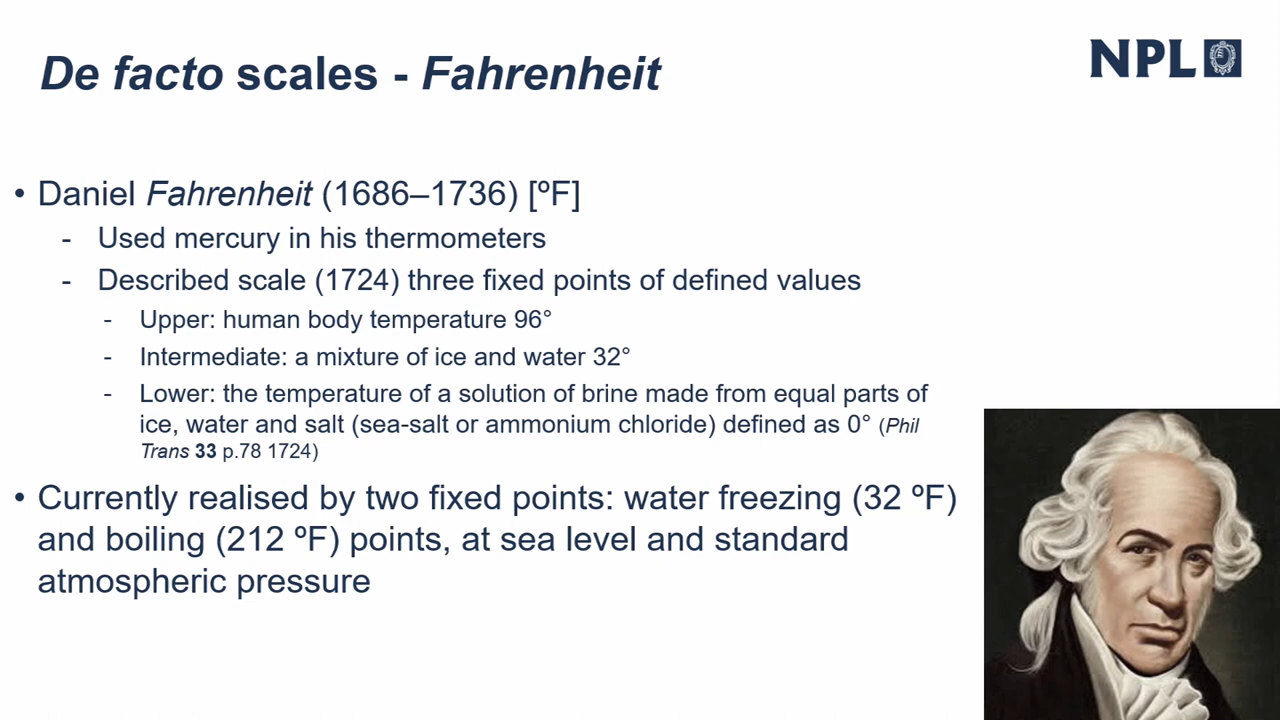 De facto scales - Fahrenheit
NPL
• Daniel Fahrenheit (1686–1736) [ºF]
- Used mercury in his thermometers
- Described scale (1724) three fixed points of defined values
- Upper: human body temperature 96°
- Intermediate: a mixture of ice and water 32°
- Lower: the temperature of a solution of brine made from equal parts of
ice, water and salt (sea-salt or ammonium chloride) defined as 0° (Phil
Trans 33 p.78 1724)
• Currently realised by two fixed points: water freezing (32 ºF)
and boiling (212 ºF) points, at sea level and standard
atmospheric pressure